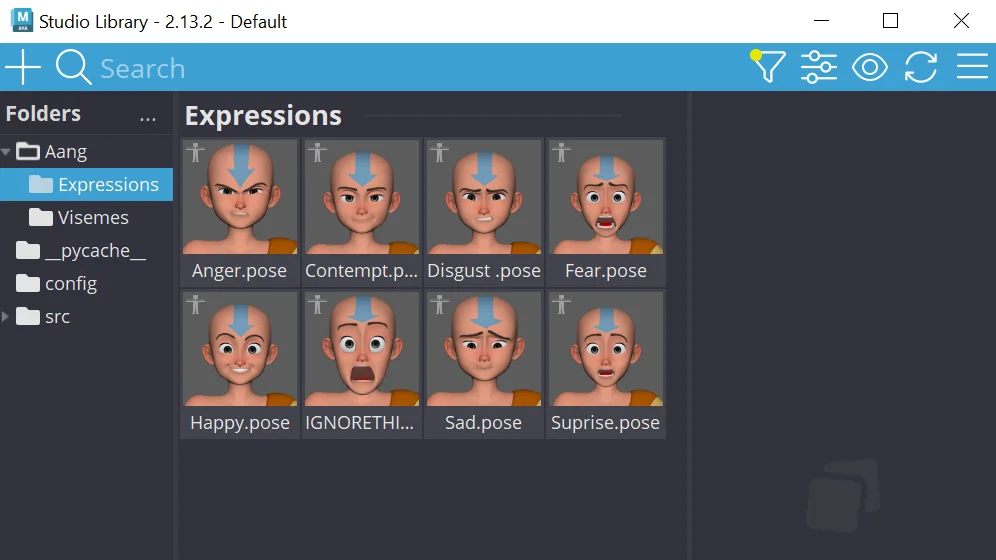 Studio Library - 2.13.2 - Default
Search
Folders ...
Expressions
Aang
Expressions
Visemes
__pycache__
config
src
Anger.pose
Contempt.p...
Disgust .pose
Fear.pose
Happy.pose
IGNORETHI...
Sad.pose
Suprise.pose